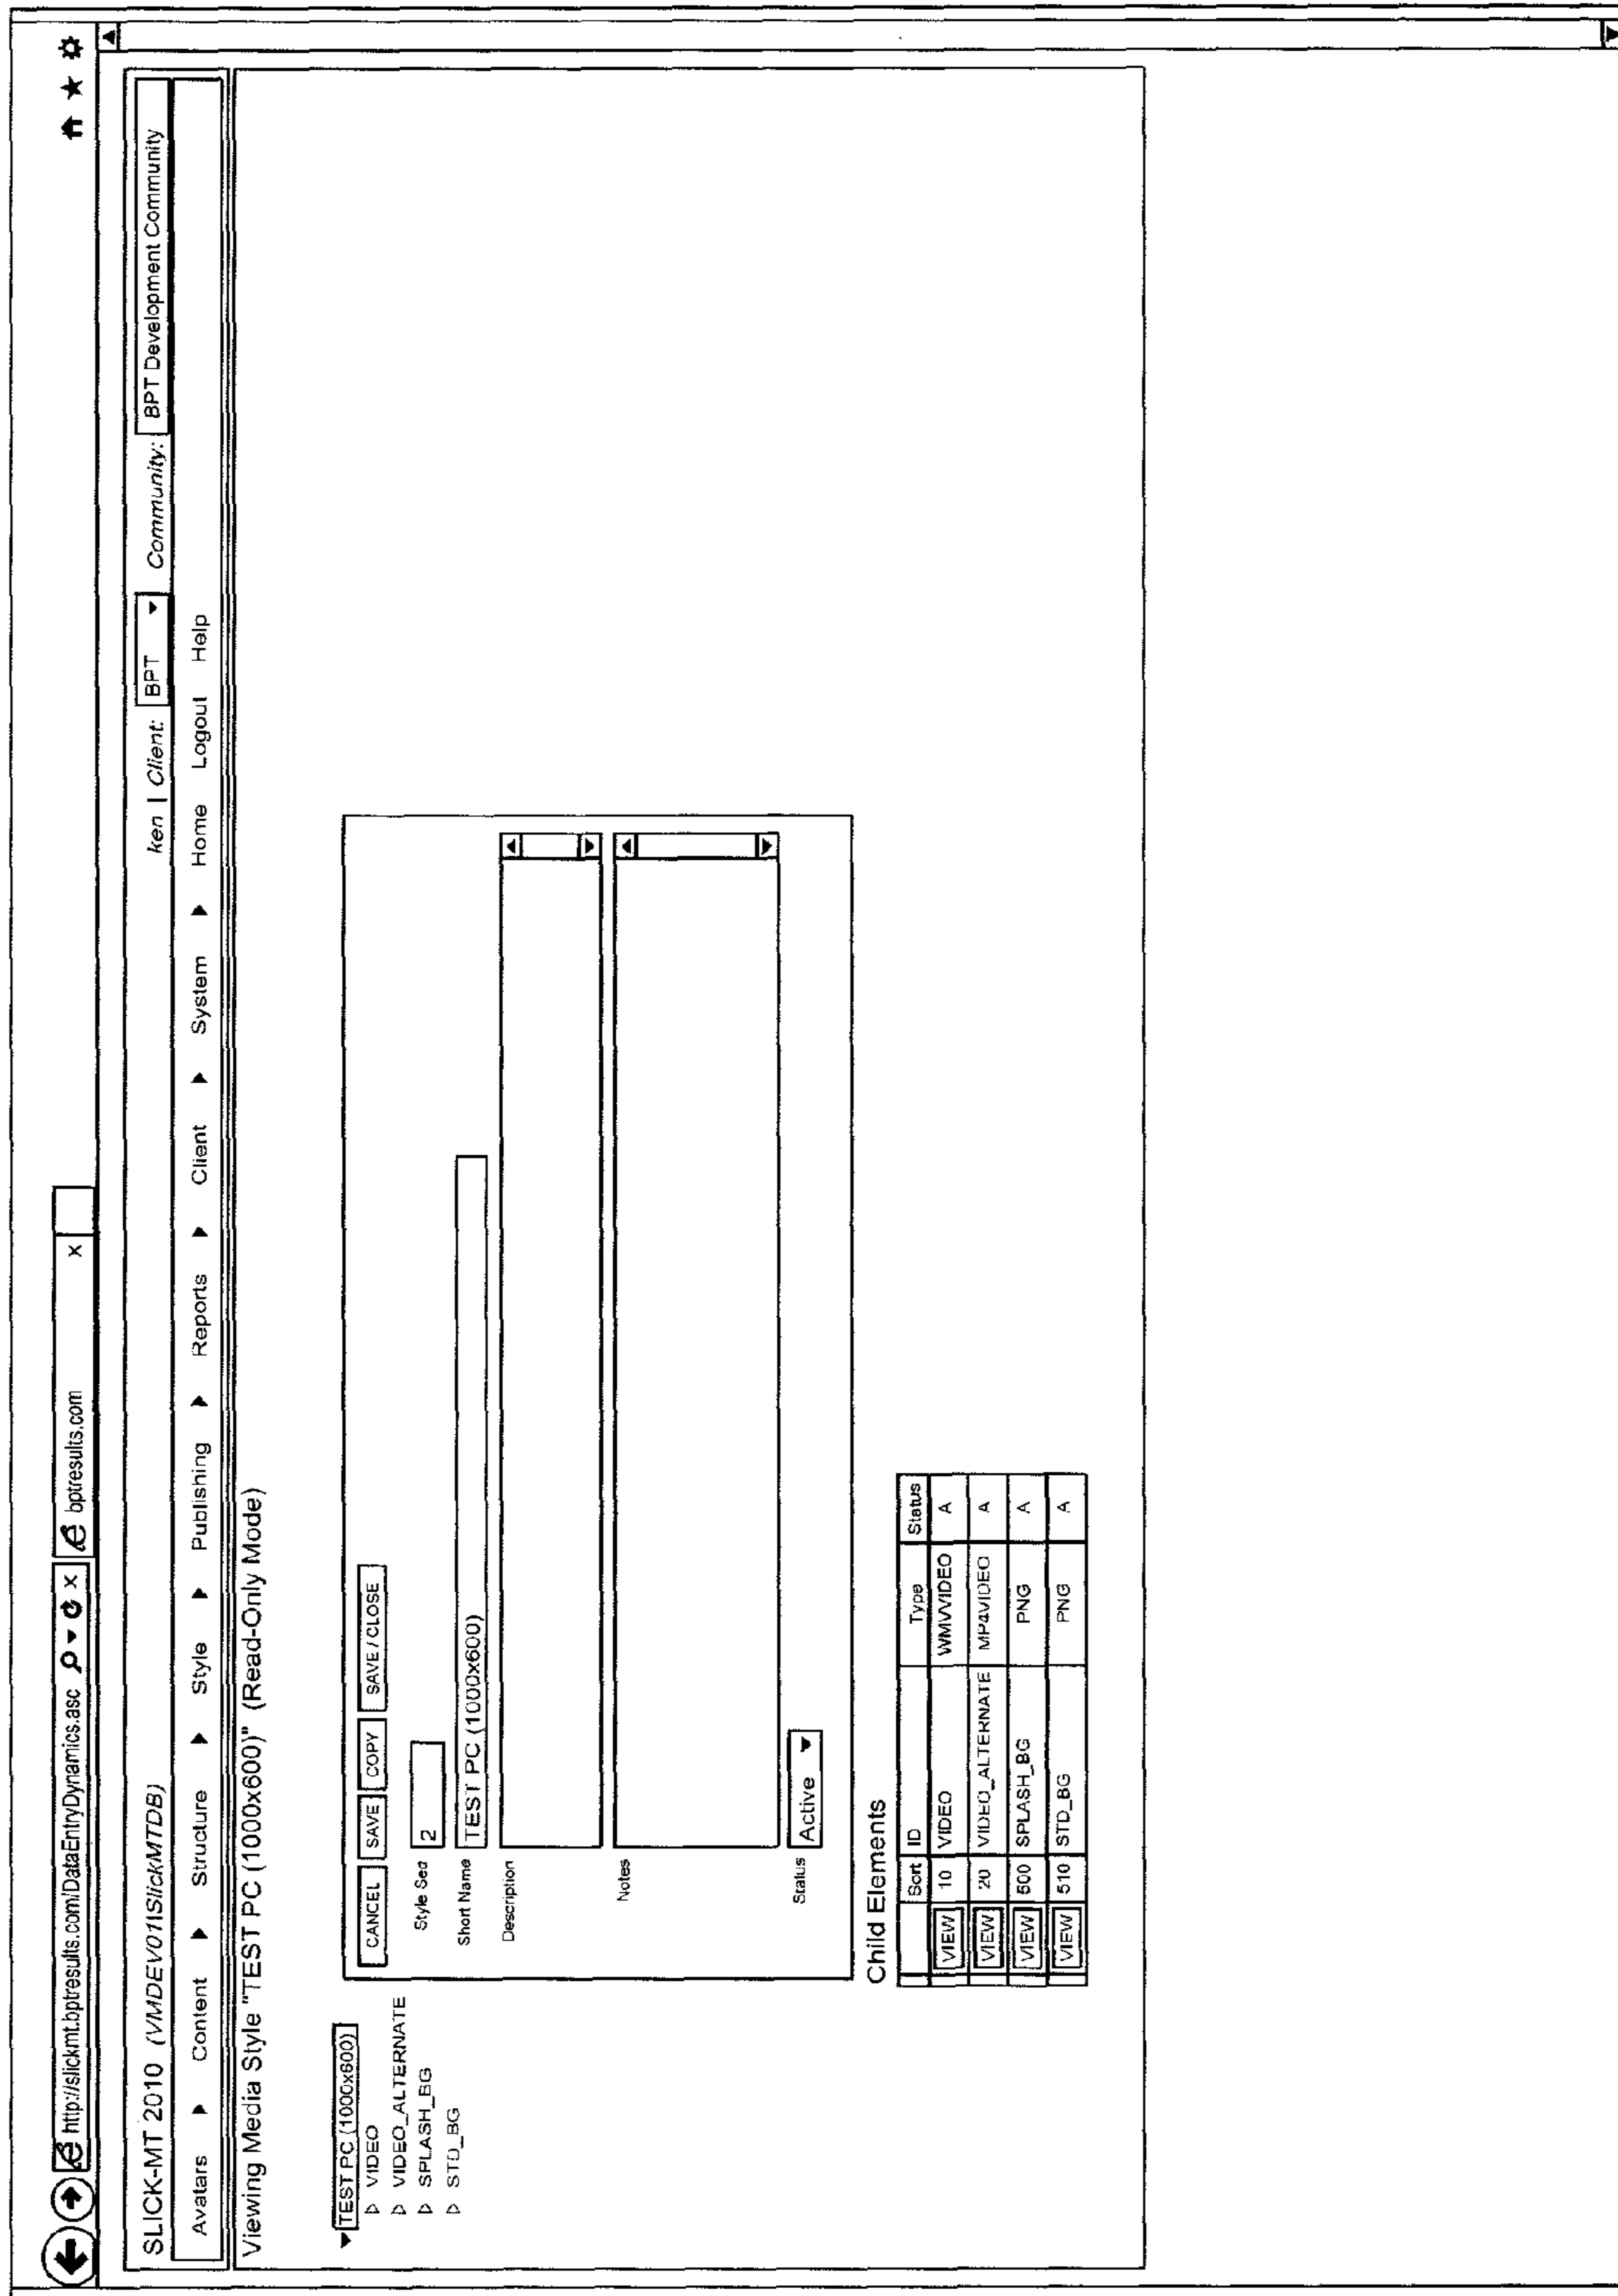 http://slickmt.bptresults.com/DataEntryDynamics.asc x bptresults.com x
SLICK-MT 2010 (VMDEV01\SlickMTDB) ken | Client: BPT Community: BPT Development Community
Avatars Content Structure Style Publishing Reports Client System Home Logout Help
Viewing Media Style "TEST PC (1000x600)" (Read-Only Mode)
TEST PC (1000x600)
VIDEO
VIDEO_ALTERNATE
SPLASH_BG
STD_BG
CANCEL SAVE COPY SAVE / CLOSE
Style Seq 2
Short Name TEST PC (1000x600)
Description
Notes
Status Active
Child Elements
Sort ID Type Status
VIEW 10 VIDEO WMVVIDEO A
VIEW 20 VIDEO_ALTERNATE MP4VIDEO A
VIEW 500 SPLASH_BG PNG A
VIEW 510 STD_BG PNG A